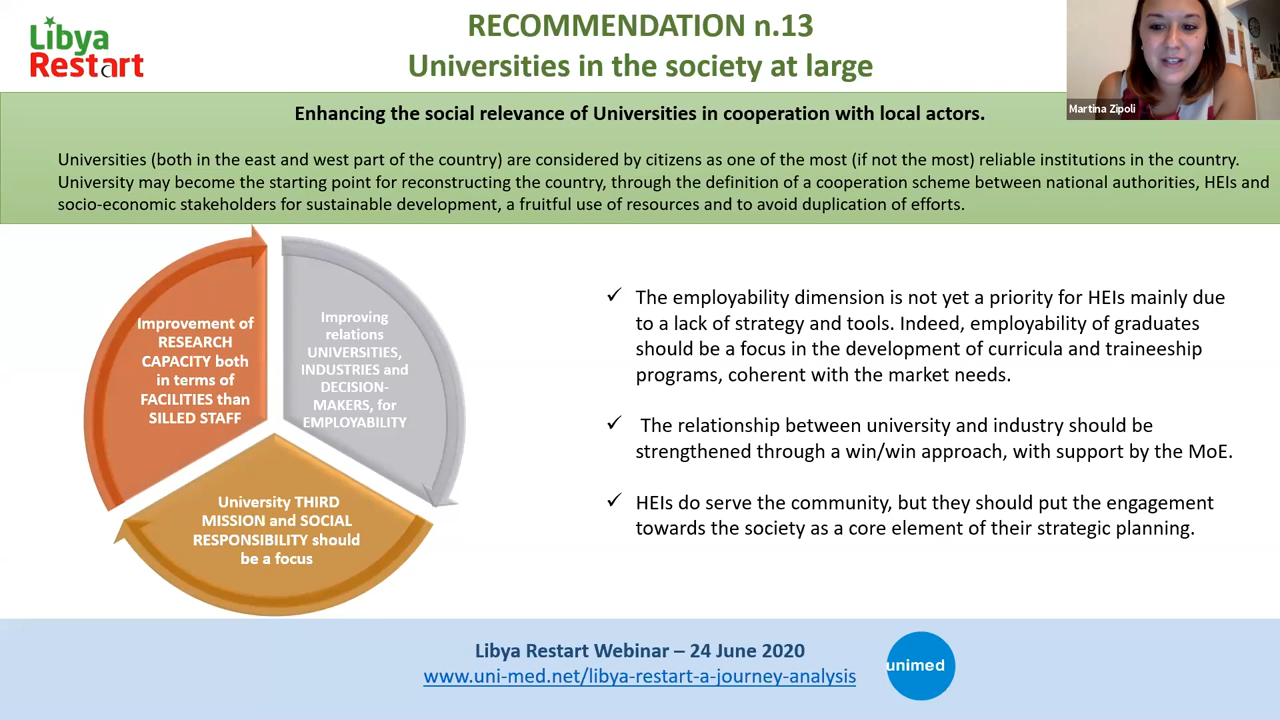 Libya
Restart
RECOMMENDATION n.13
Universities in the society at large
Martina Zipoli
Enhancing the social relevance of Universities in cooperation with local actors.
Universities (both in the east and west part of the country) are considered by citizens as one of the most (if not the most) reliable institutions in the country.
University may become the starting point for reconstructing the country, through the definition of a cooperation scheme between national authorities, HEIs and
socio-economic stakeholders for sustainable development, a fruitful use of resources and to avoid duplication of efforts.
Improvement of
RESEARCH
CAPACITY both
in terms of
FACILITIES than
SILLED STAFF
Improving
relations
UNIVERSITIES,
INDUSTRIES and
DECISION-
MAKERS, for
EMPLOYABILITY
University THIRD
MISSION and SOCIAL
RESPONSIBILITY should
be a focus
✓ The employability dimension is not yet a priority for HEIs mainly due
to a lack of strategy and tools. Indeed, employability of graduates
should be a focus in the development of curricula and traineeship
programs, coherent with the market needs.
✓ The relationship between university and industry should be
strengthened through a win/win approach, with support by the MoE.
✓ HEIs do serve the community, but they should put the engagement
towards the society as a core element of their strategic planning.
Libya Restart Webinar – 24 June 2020
www.uni-med.net/libya-restart-a-journey-analysis
unimed